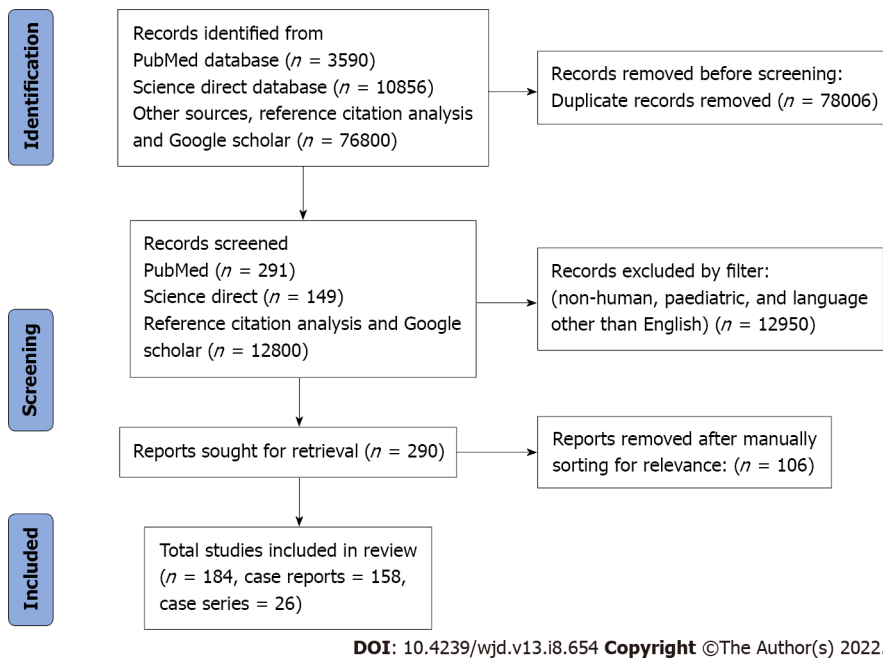 Identification
Records identified from
PubMed database (n = 3590)
Science direct database (n = 10856)
Other sources, reference citation analysis
and Google scholar (n = 76800)
Records removed before screening:
Duplicate records removed (n = 78006)
Screening
Records screened
PubMed (n = 291)
Science direct (n = 149)
Reference citation analysis and Google
scholar (n = 12800)
Records excluded by filter:
(non-human, paediatric, and language
other than English) (n = 12950)
Reports sought for retrieval (n = 290)
Reports removed after manually
sorting for relevance: (n = 106)
Included
Total studies included in review
(n = 184, case reports = 158,
case series = 26)
DOI: 10.4239/wjd.v13.i8.654 Copyright ©The Author(s) 2022.